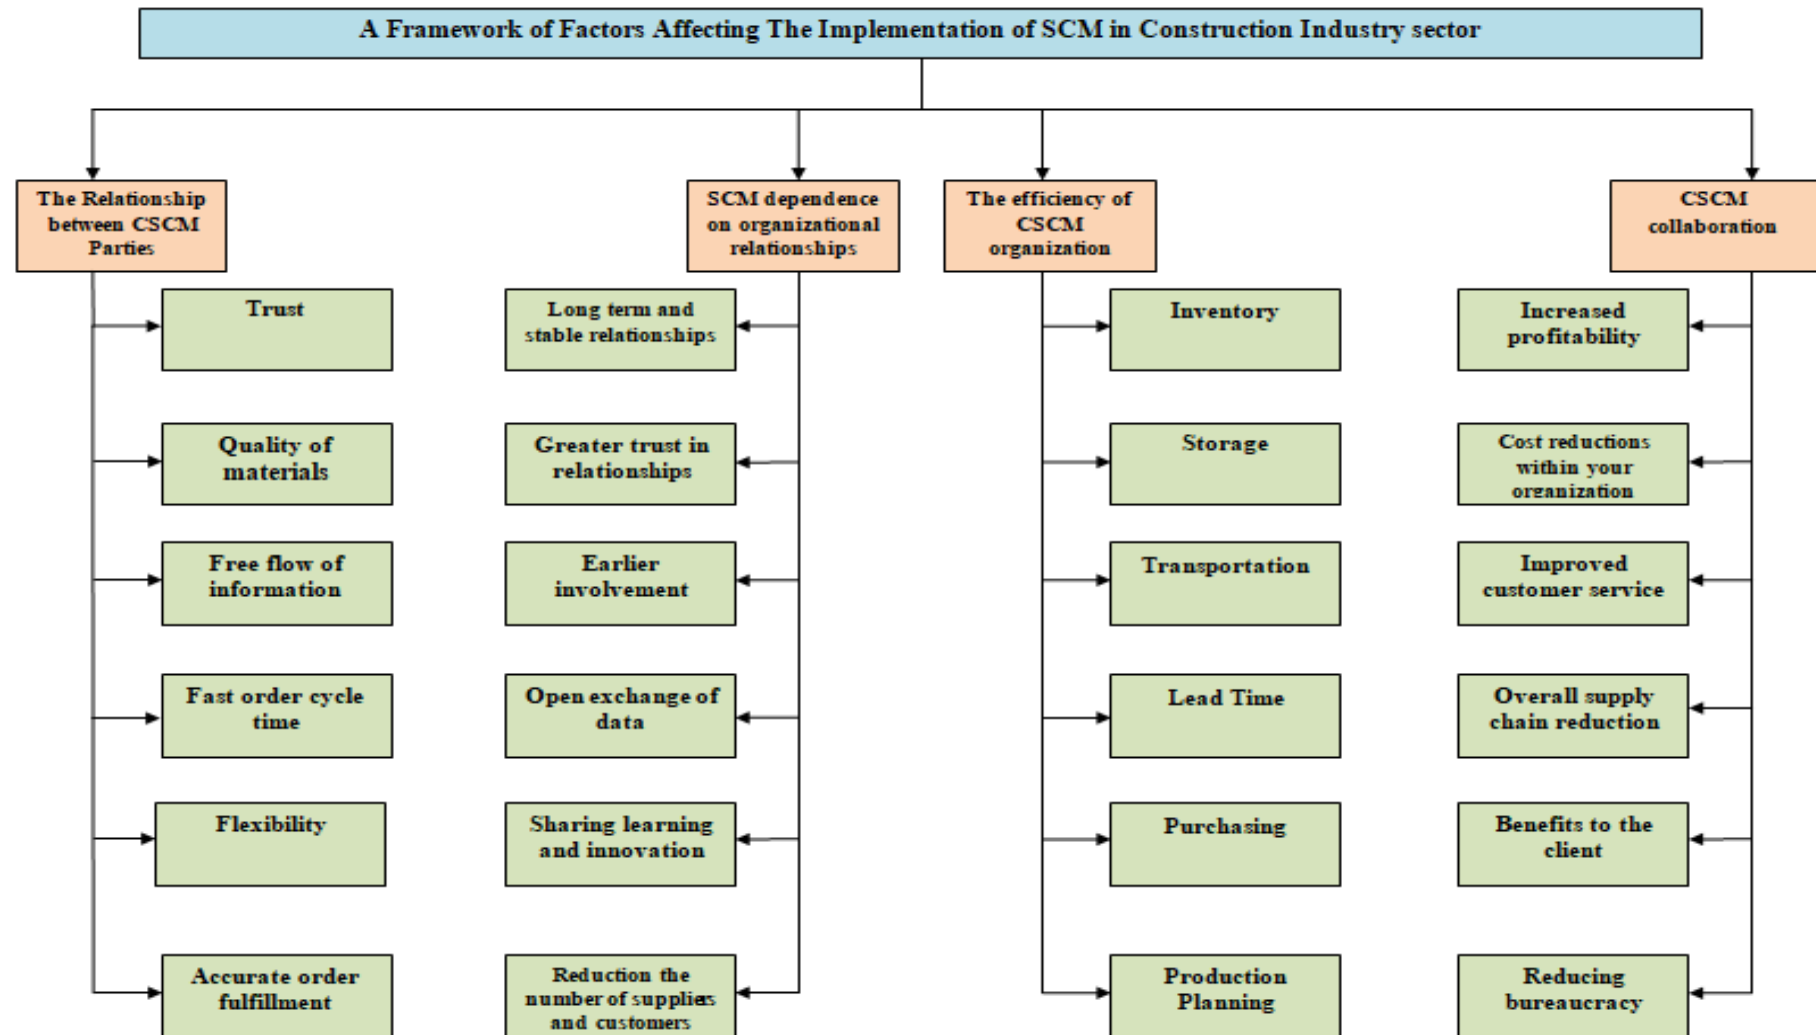 A Framework of Factors Affecting The Implementation of SCM in Construction Industry sector
The Relationship
between CSCM
Parties
SCM dependence
on organizational
relationships
The efficiency of
CSCM
organization
CSCM
collaboration
Trust
Long term and
stable relationships
Inventory
Increased
profitability
Quality of
materials
Greater trust in
relationships
Storage
Cost reductions
within your
organization
Free flow of
information
Earlier
involvement
Transportation
Improved
customer service
Fast order cycle
time
Open exchange of
data
Lead Time
Overall supply
chain reduction
Flexibility
Sharing learning
and innovation
Purchasing
Benefits to the
client
Accurate order
fulfillment
Reduction the
number of suppliers
and customers
Production
Planning
Reducing
bureaucracy